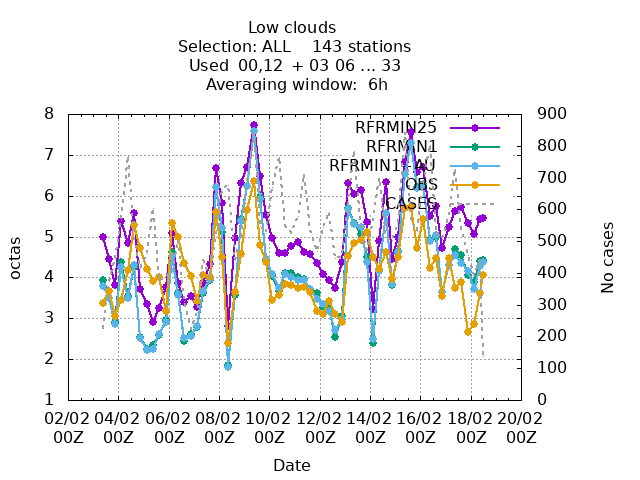 Low clouds
Selection: ALL 143 stations
Used 00,12 + 03 06 ... 33
Averaging window: 6h
8 900
RFRMIN25
800
RFRMIN1
7 700
RFRMIN1+AU
OBS
6 600
CASES
5 500
octas No cases
4 400
300
3
200
2
100
1 0
02/02 04/02 06/02 08/02 10/02 12/02 14/02 16/02 18/02 20/02
00Z 00Z 00Z 00Z 00Z 00Z 00Z 00Z 00Z 00Z
Date